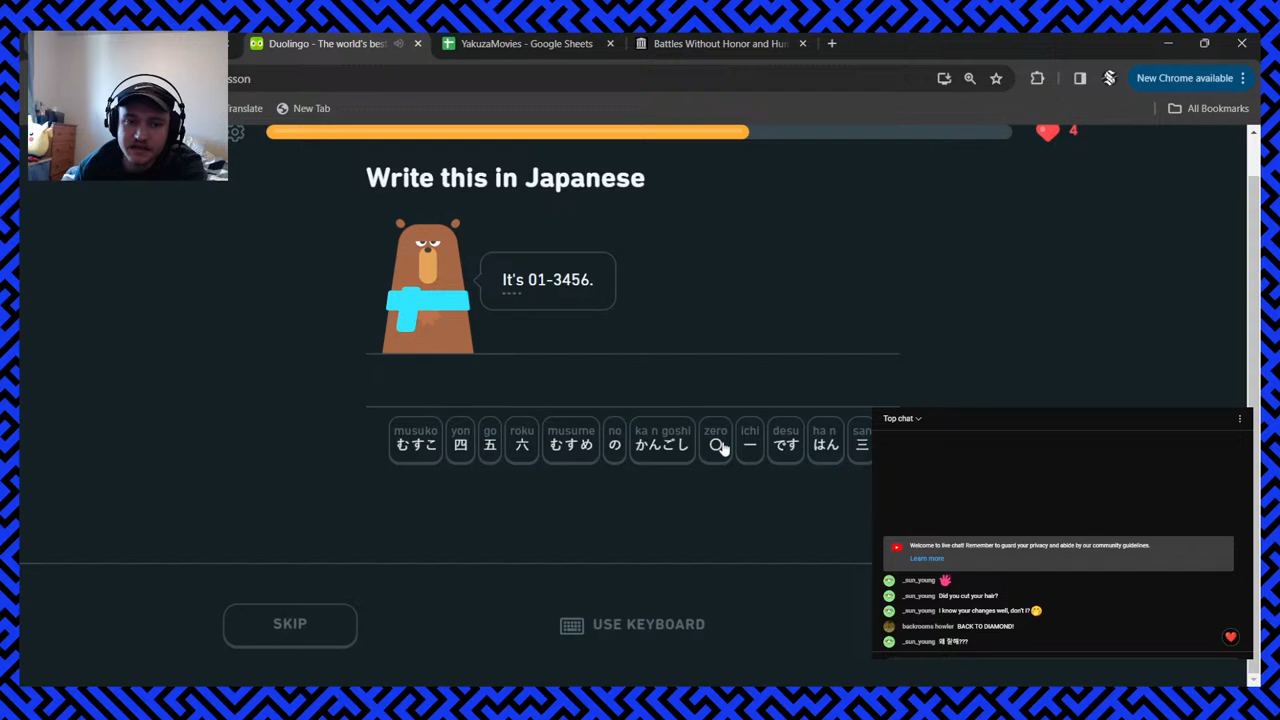 Duolingo - The world's best
YakuzaMovies - Google Sheets
Battles Without Honor and Hun
sson
New Chrome available
Translate
New Tab
All Bookmarks
4
Write this in Japanese
It's 01-3456.
musuko yon go roku musume no ka n goshi zero ichi desu ha n san
むすこ 四 五 六 むすめ の かんごし 〇 一 です はん 三
SKIP
USE KEYBOARD
Top chat
Welcome to live chat! Remember to guard your privacy and abide by our community guidelines.
Learn more
_sun_young
_sun_young Did you cut your hair?
_sun_young I know your changes well, don't I?
backrooms howler BACK TO DIAMOND!
_sun_young 왜 잘해???